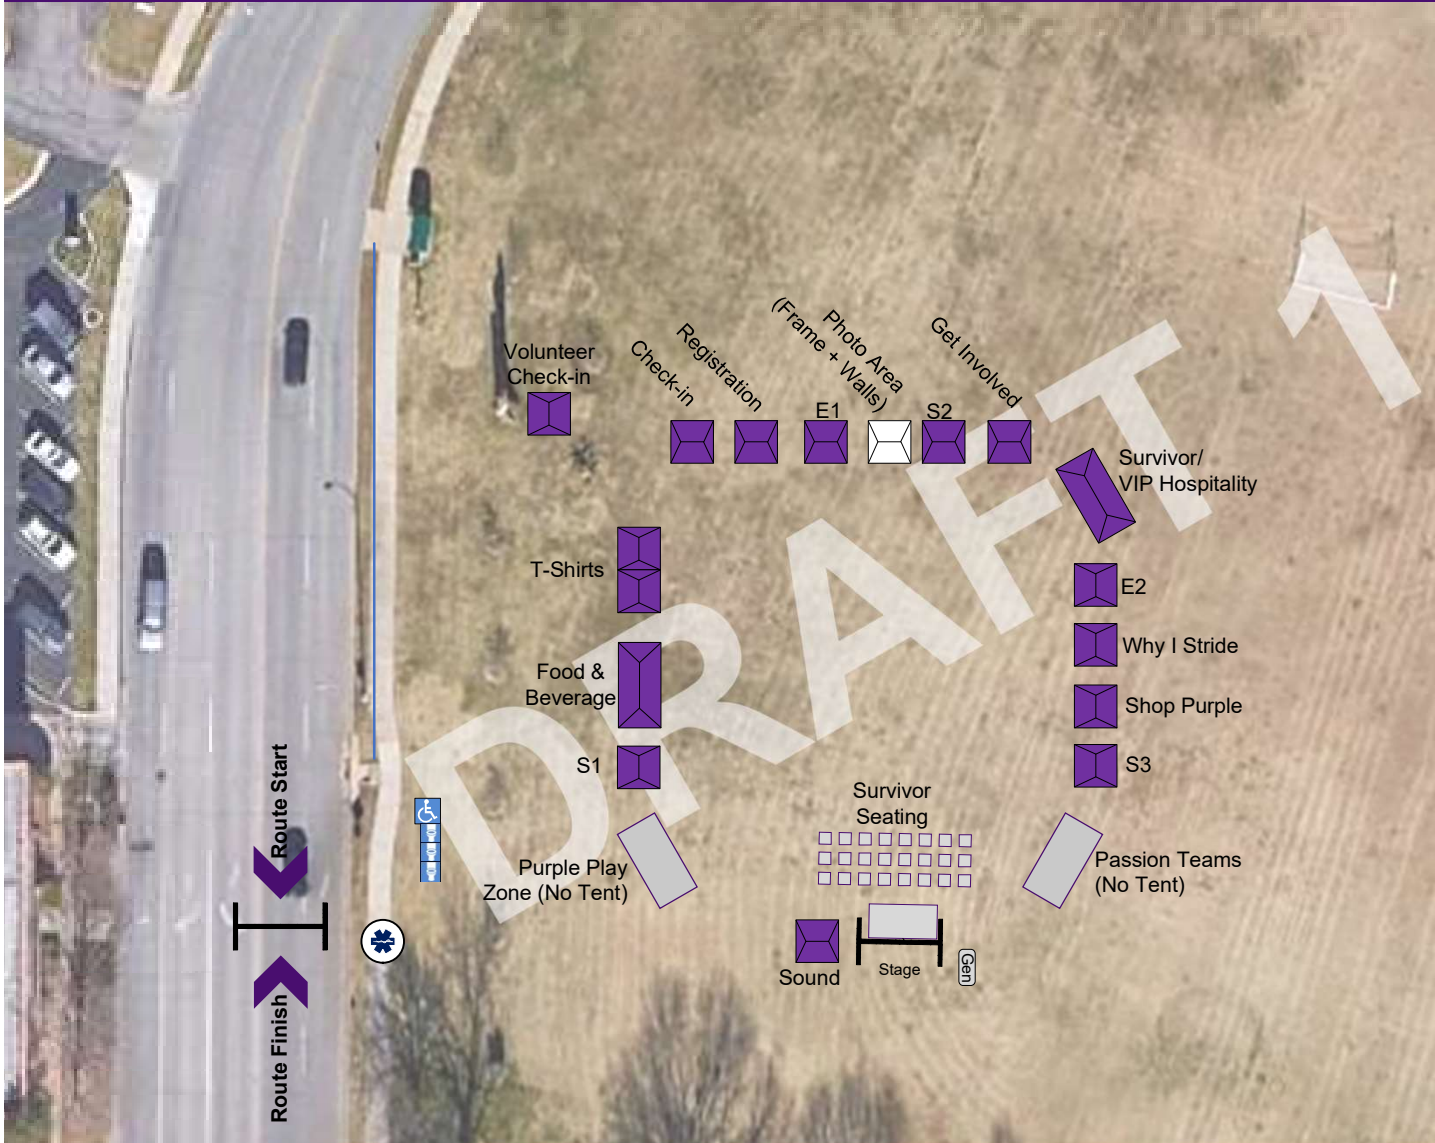 Volunteer
Check-in
Check-in
Registration
E1
Photo Area
(Frame + Walls)
S2
Get Involved
Survivor/
VIP Hospitality
T-Shirts
E2
Why I Stride
Food &
Beverage
Shop Purple
S1
S3
Survivor
Seating
Purple Play
Zone (No Tent)
Passion Teams
(No Tent)
Sound
Stage
Gen
Route Start
Route Finish
DRAFT 1